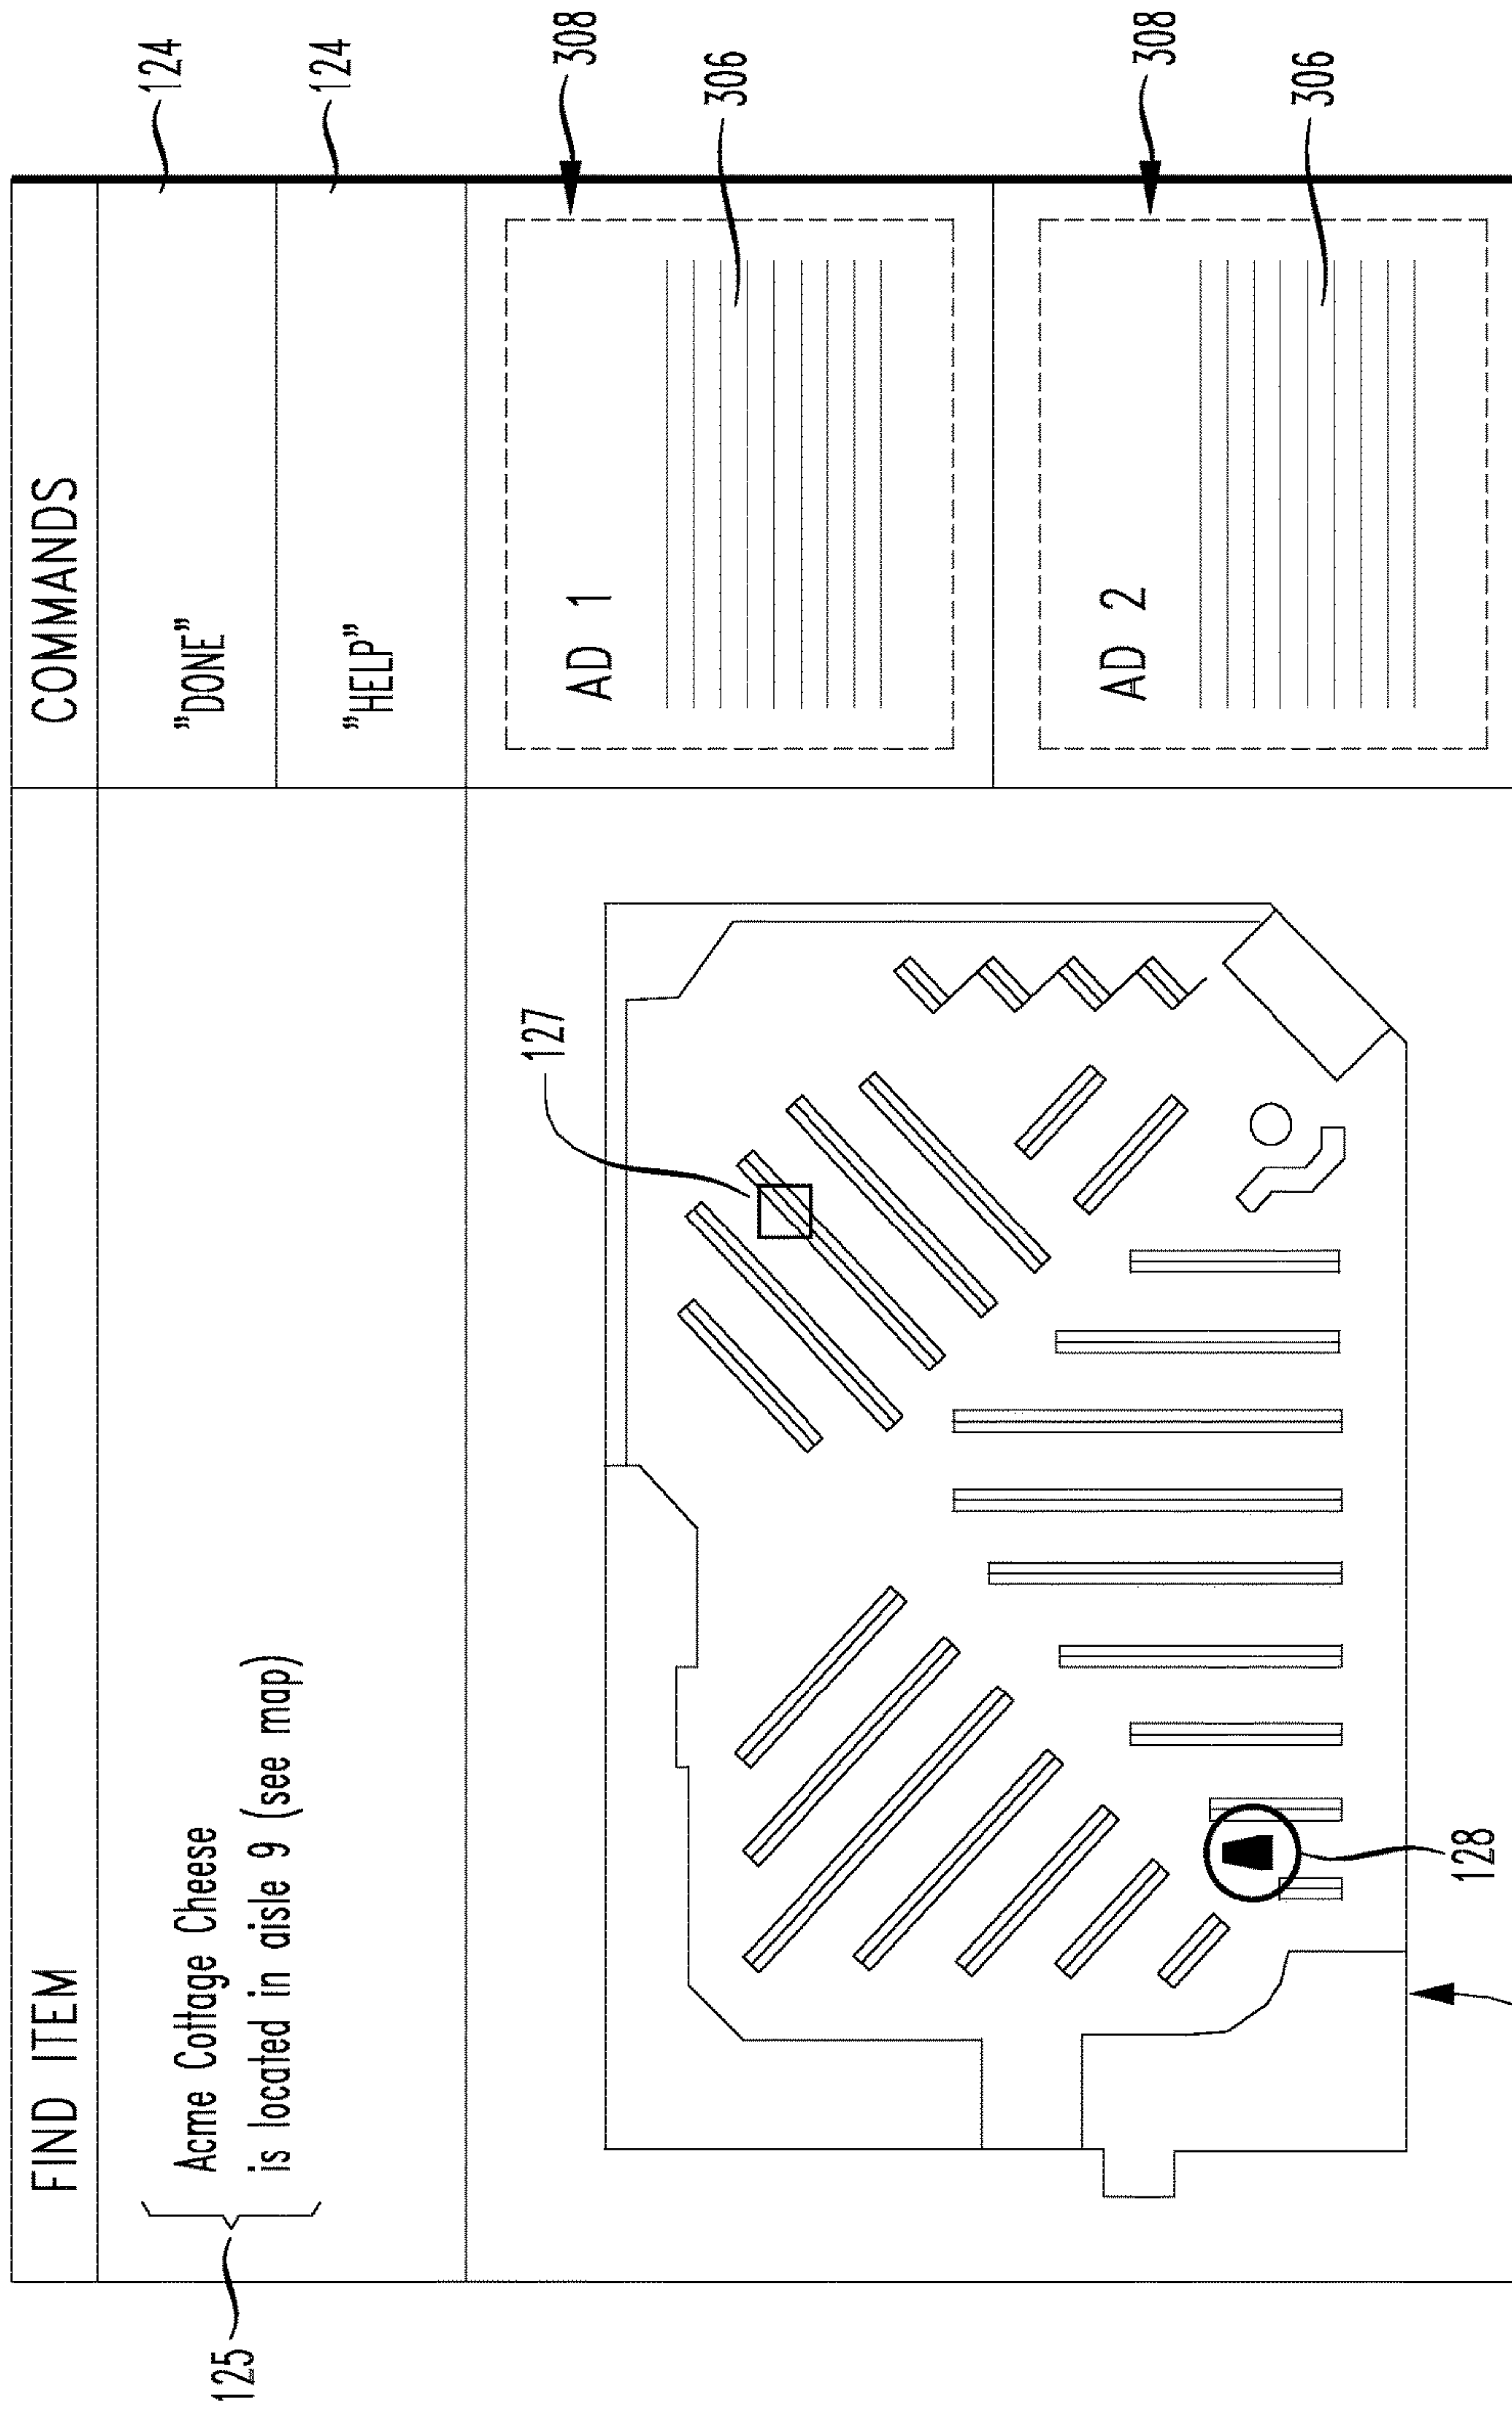 FIND ITEM
COMMANDS
125
Acme Cottage Cheese
is located in aisle 9 (see map)
"DONE"
124
"HELP"
124
127
AD 1
308
306
AD 2
308
306
128